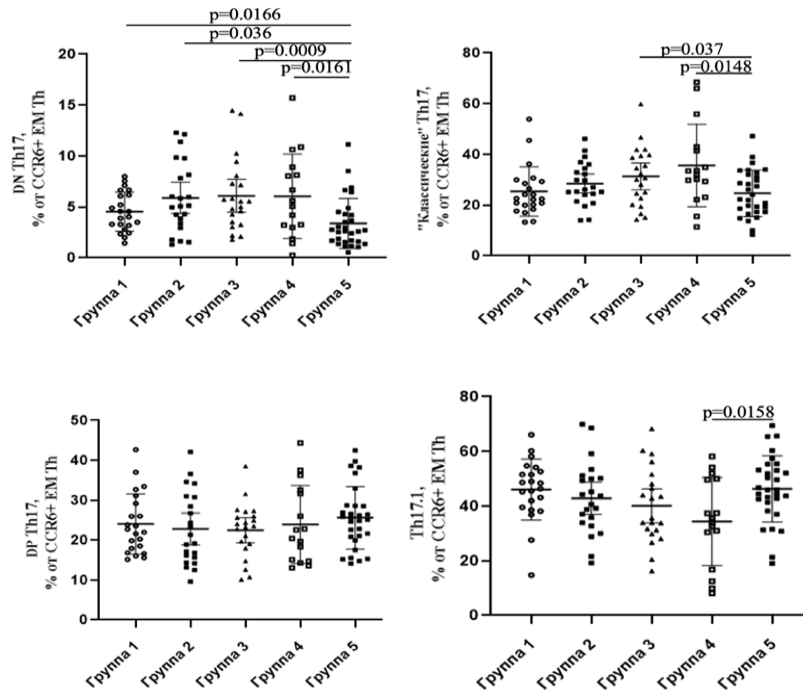 p=0.0166
p=0.036
p=0.0009
p=0.0161
DN Th17,
% от CCR6+ EM Th
20
15
10
5
0
Группа 1
Группа 2
Группа 3
Группа 4
Группа 5
p=0.037
p=0.0148
"Классические" Th17,
% от CCR6+ EM Th
80
60
40
20
0
Группа 1
Группа 2
Группа 3
Группа 4
Группа 5
DP Th17,
% от CCR6+ EM Th
50
40
30
20
10
0
Группа 1
Группа 2
Группа 3
Группа 4
Группа 5
p=0.0158
Th17.1,
% от CCR6+ EM Th
80
60
40
20
0
Группа 1
Группа 2
Группа 3
Группа 4
Группа 5